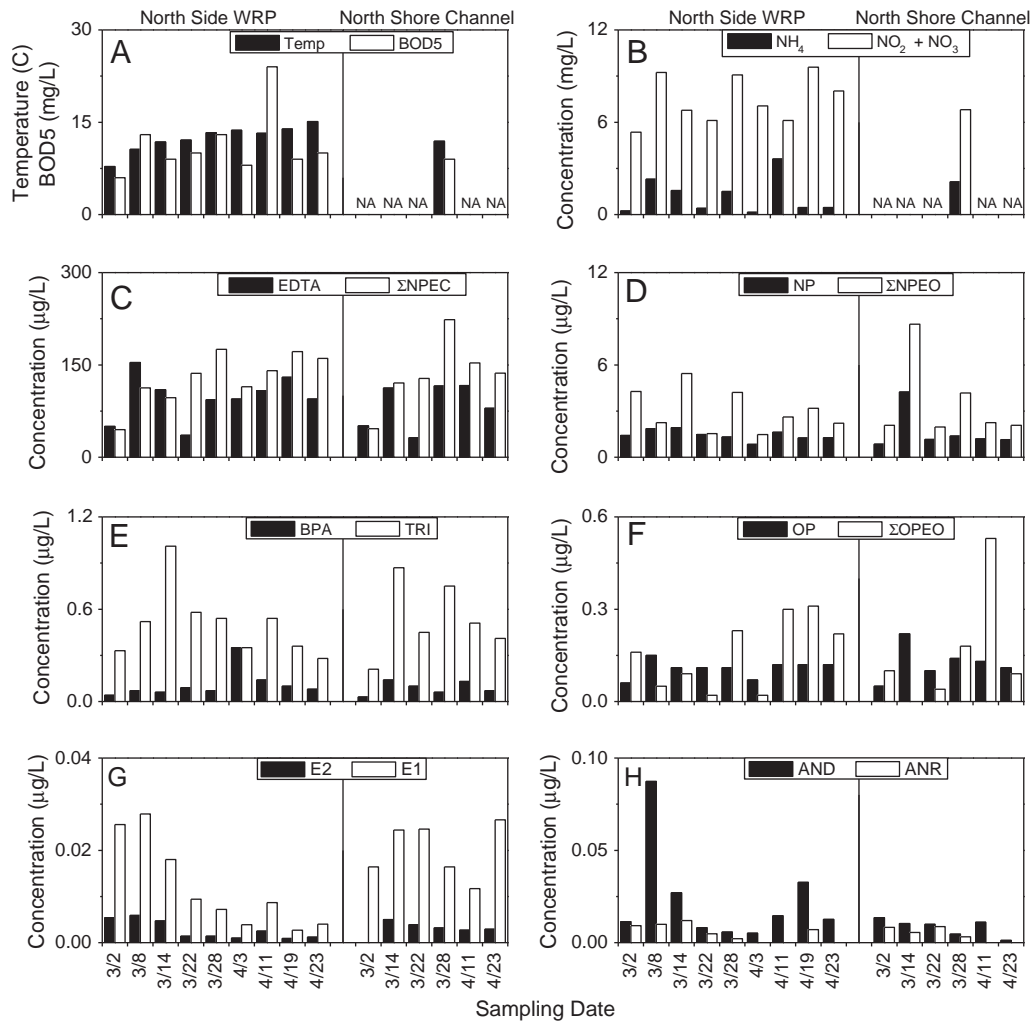 North Side WRP North Shore Channel
North Side WRP North Shore Channel
A
Temp BOD5
30
15
0
Temperature (C)
BOD5 (mg/L)
NA NA NA NA NA
B
NH4 NO2 + NO3
12
6
0
Concentration (mg/L)
NA NA NA NA NA
C
EDTA ΣNPEC
300
150
0
Concentration (µg/L)
D
NP ΣNPEO
12
6
0
Concentration (µg/L)
E
BPA TRI
1.2
0.6
0.0
Concentration (µg/L)
F
OP ΣOPEO
0.6
0.3
0.0
Concentration (µg/L)
G
E2 E1
0.04
0.02
0.00
Concentration (µg/L)
3/2 3/8 3/14 3/22 3/28 4/3 4/11 4/19 4/23 3/2 3/14 3/22 3/28 4/11 4/23
H
AND ANR
0.10
0.05
0.00
Concentration (µg/L)
3/2 3/8 3/14 3/22 3/28 4/3 4/11 4/19 4/23 3/2 3/14 3/22 3/28 4/11 4/23
Sampling Date